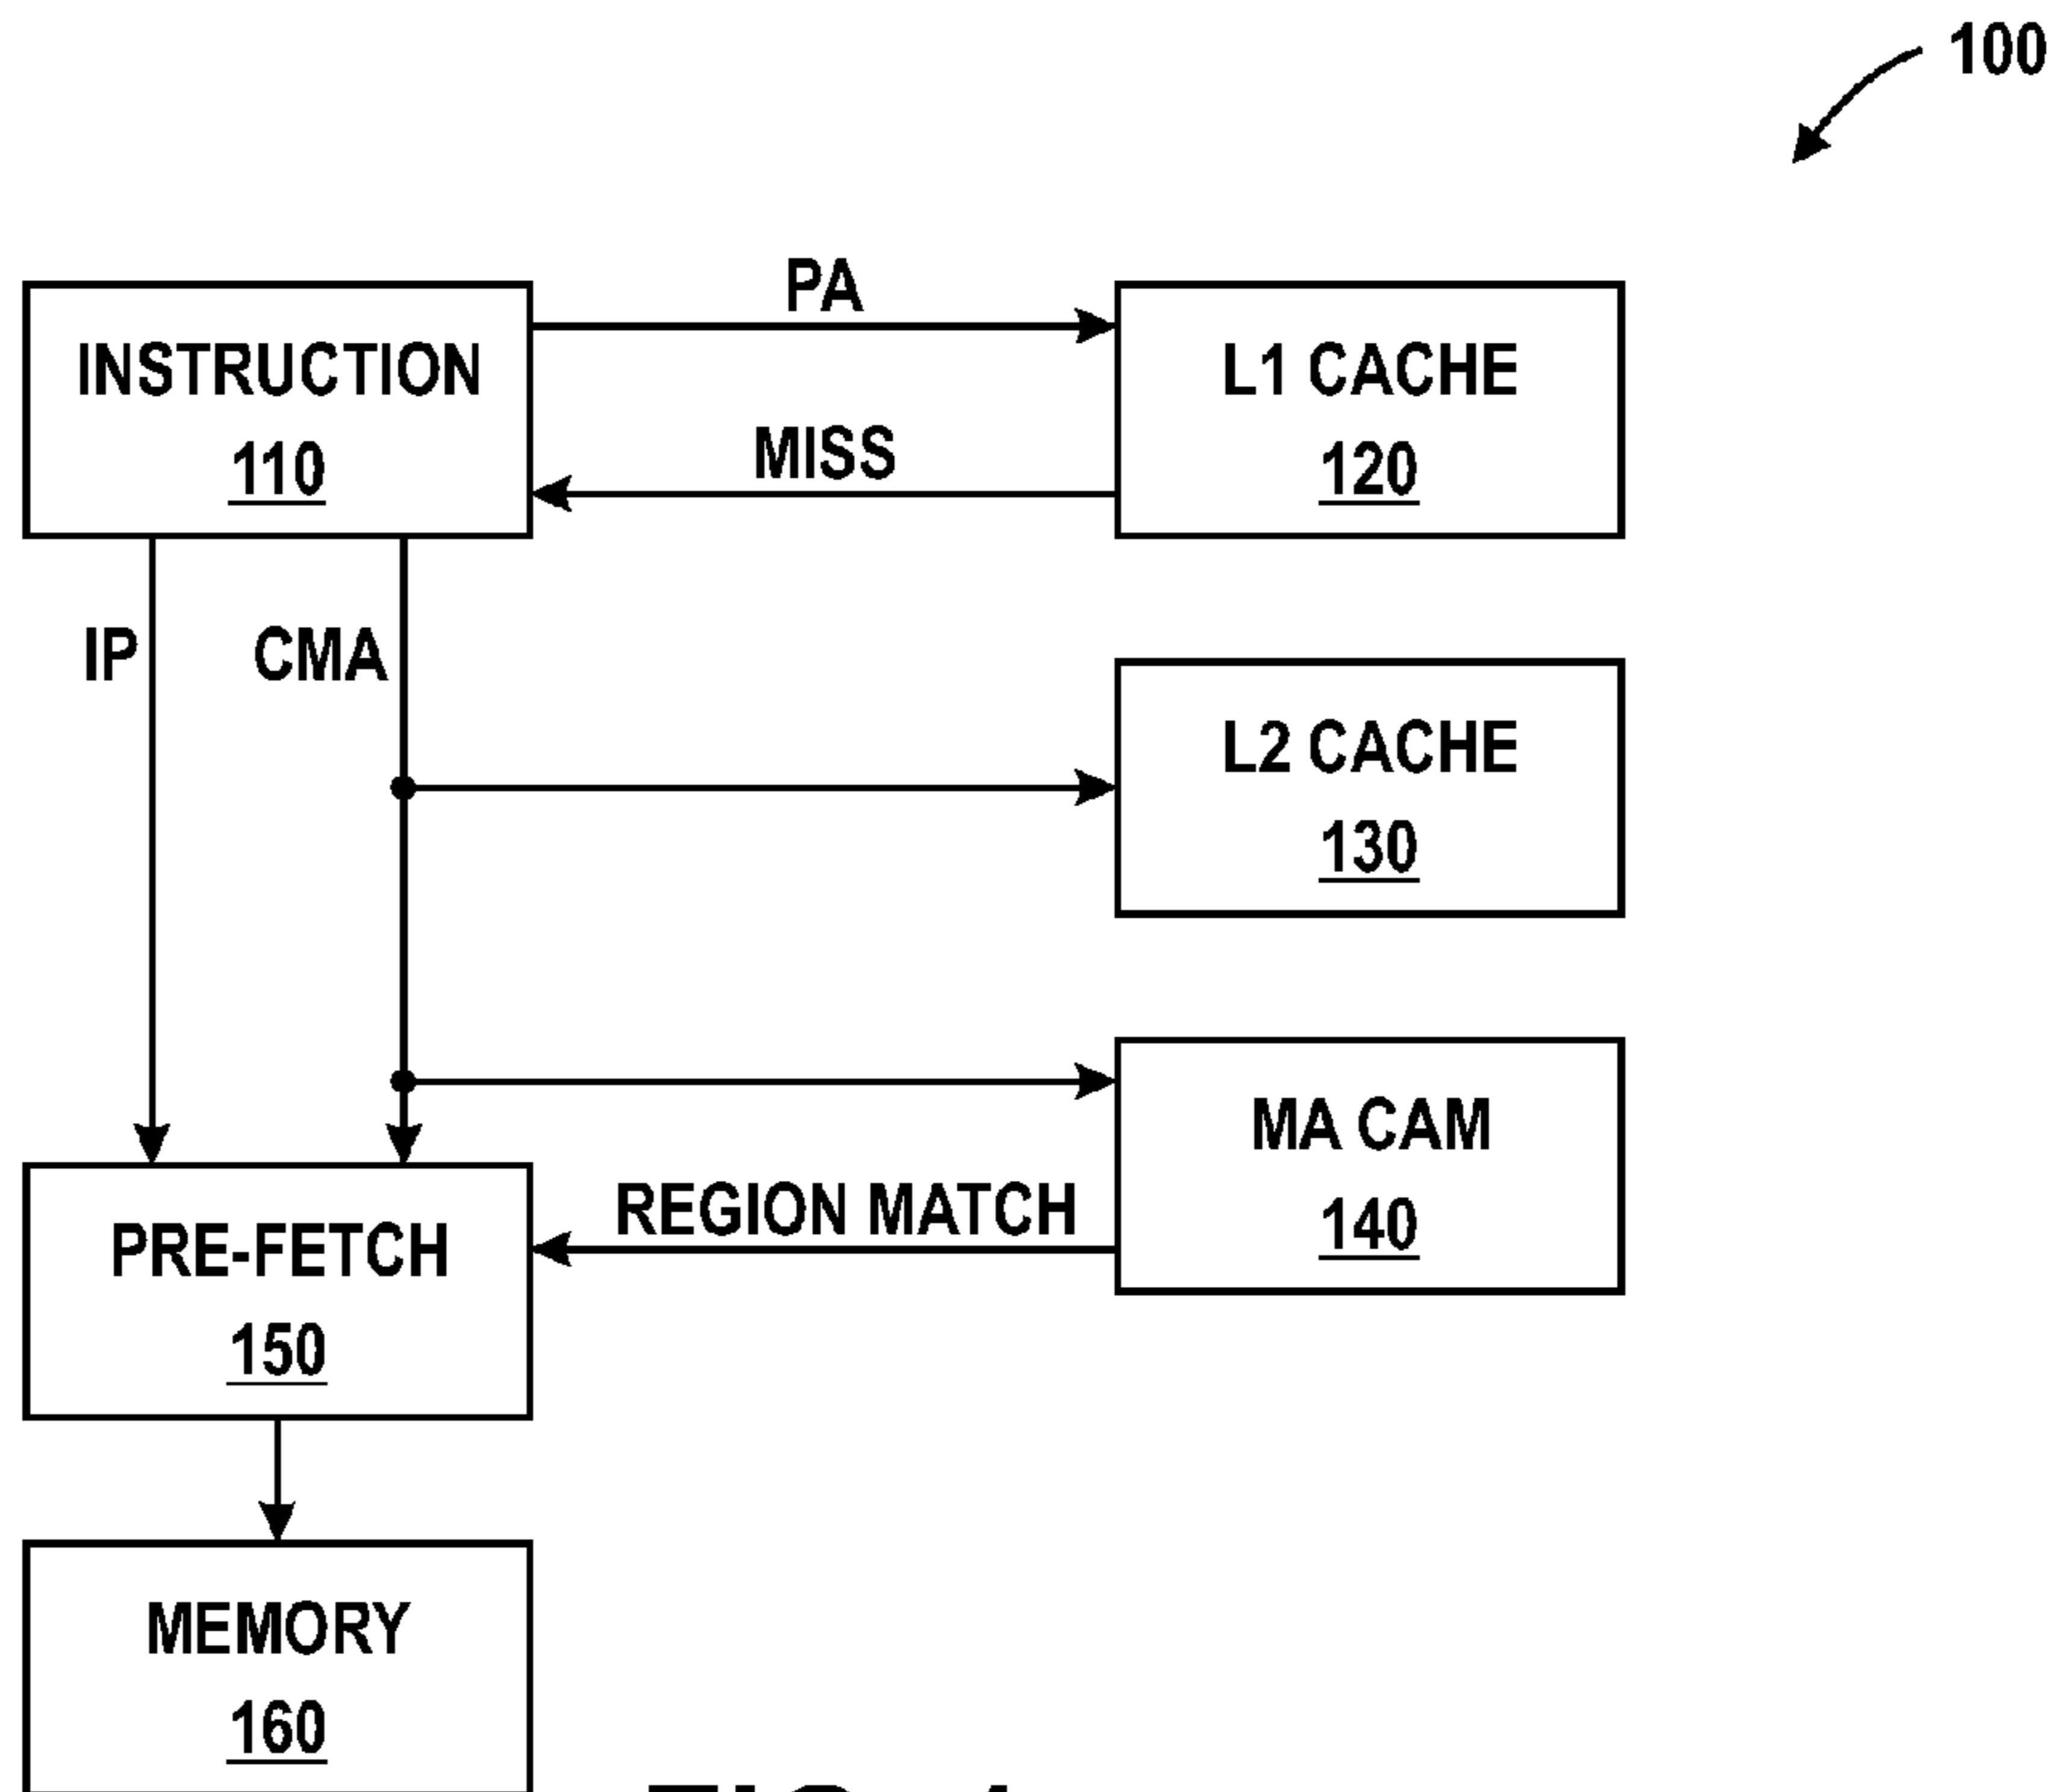 100
INSTRUCTION
110
PA
MISS
L1 CACHE
120
IP
CMA
L2 CACHE
130
MA CAM
140
REGION MATCH
PRE-FETCH
150
MEMORY
160